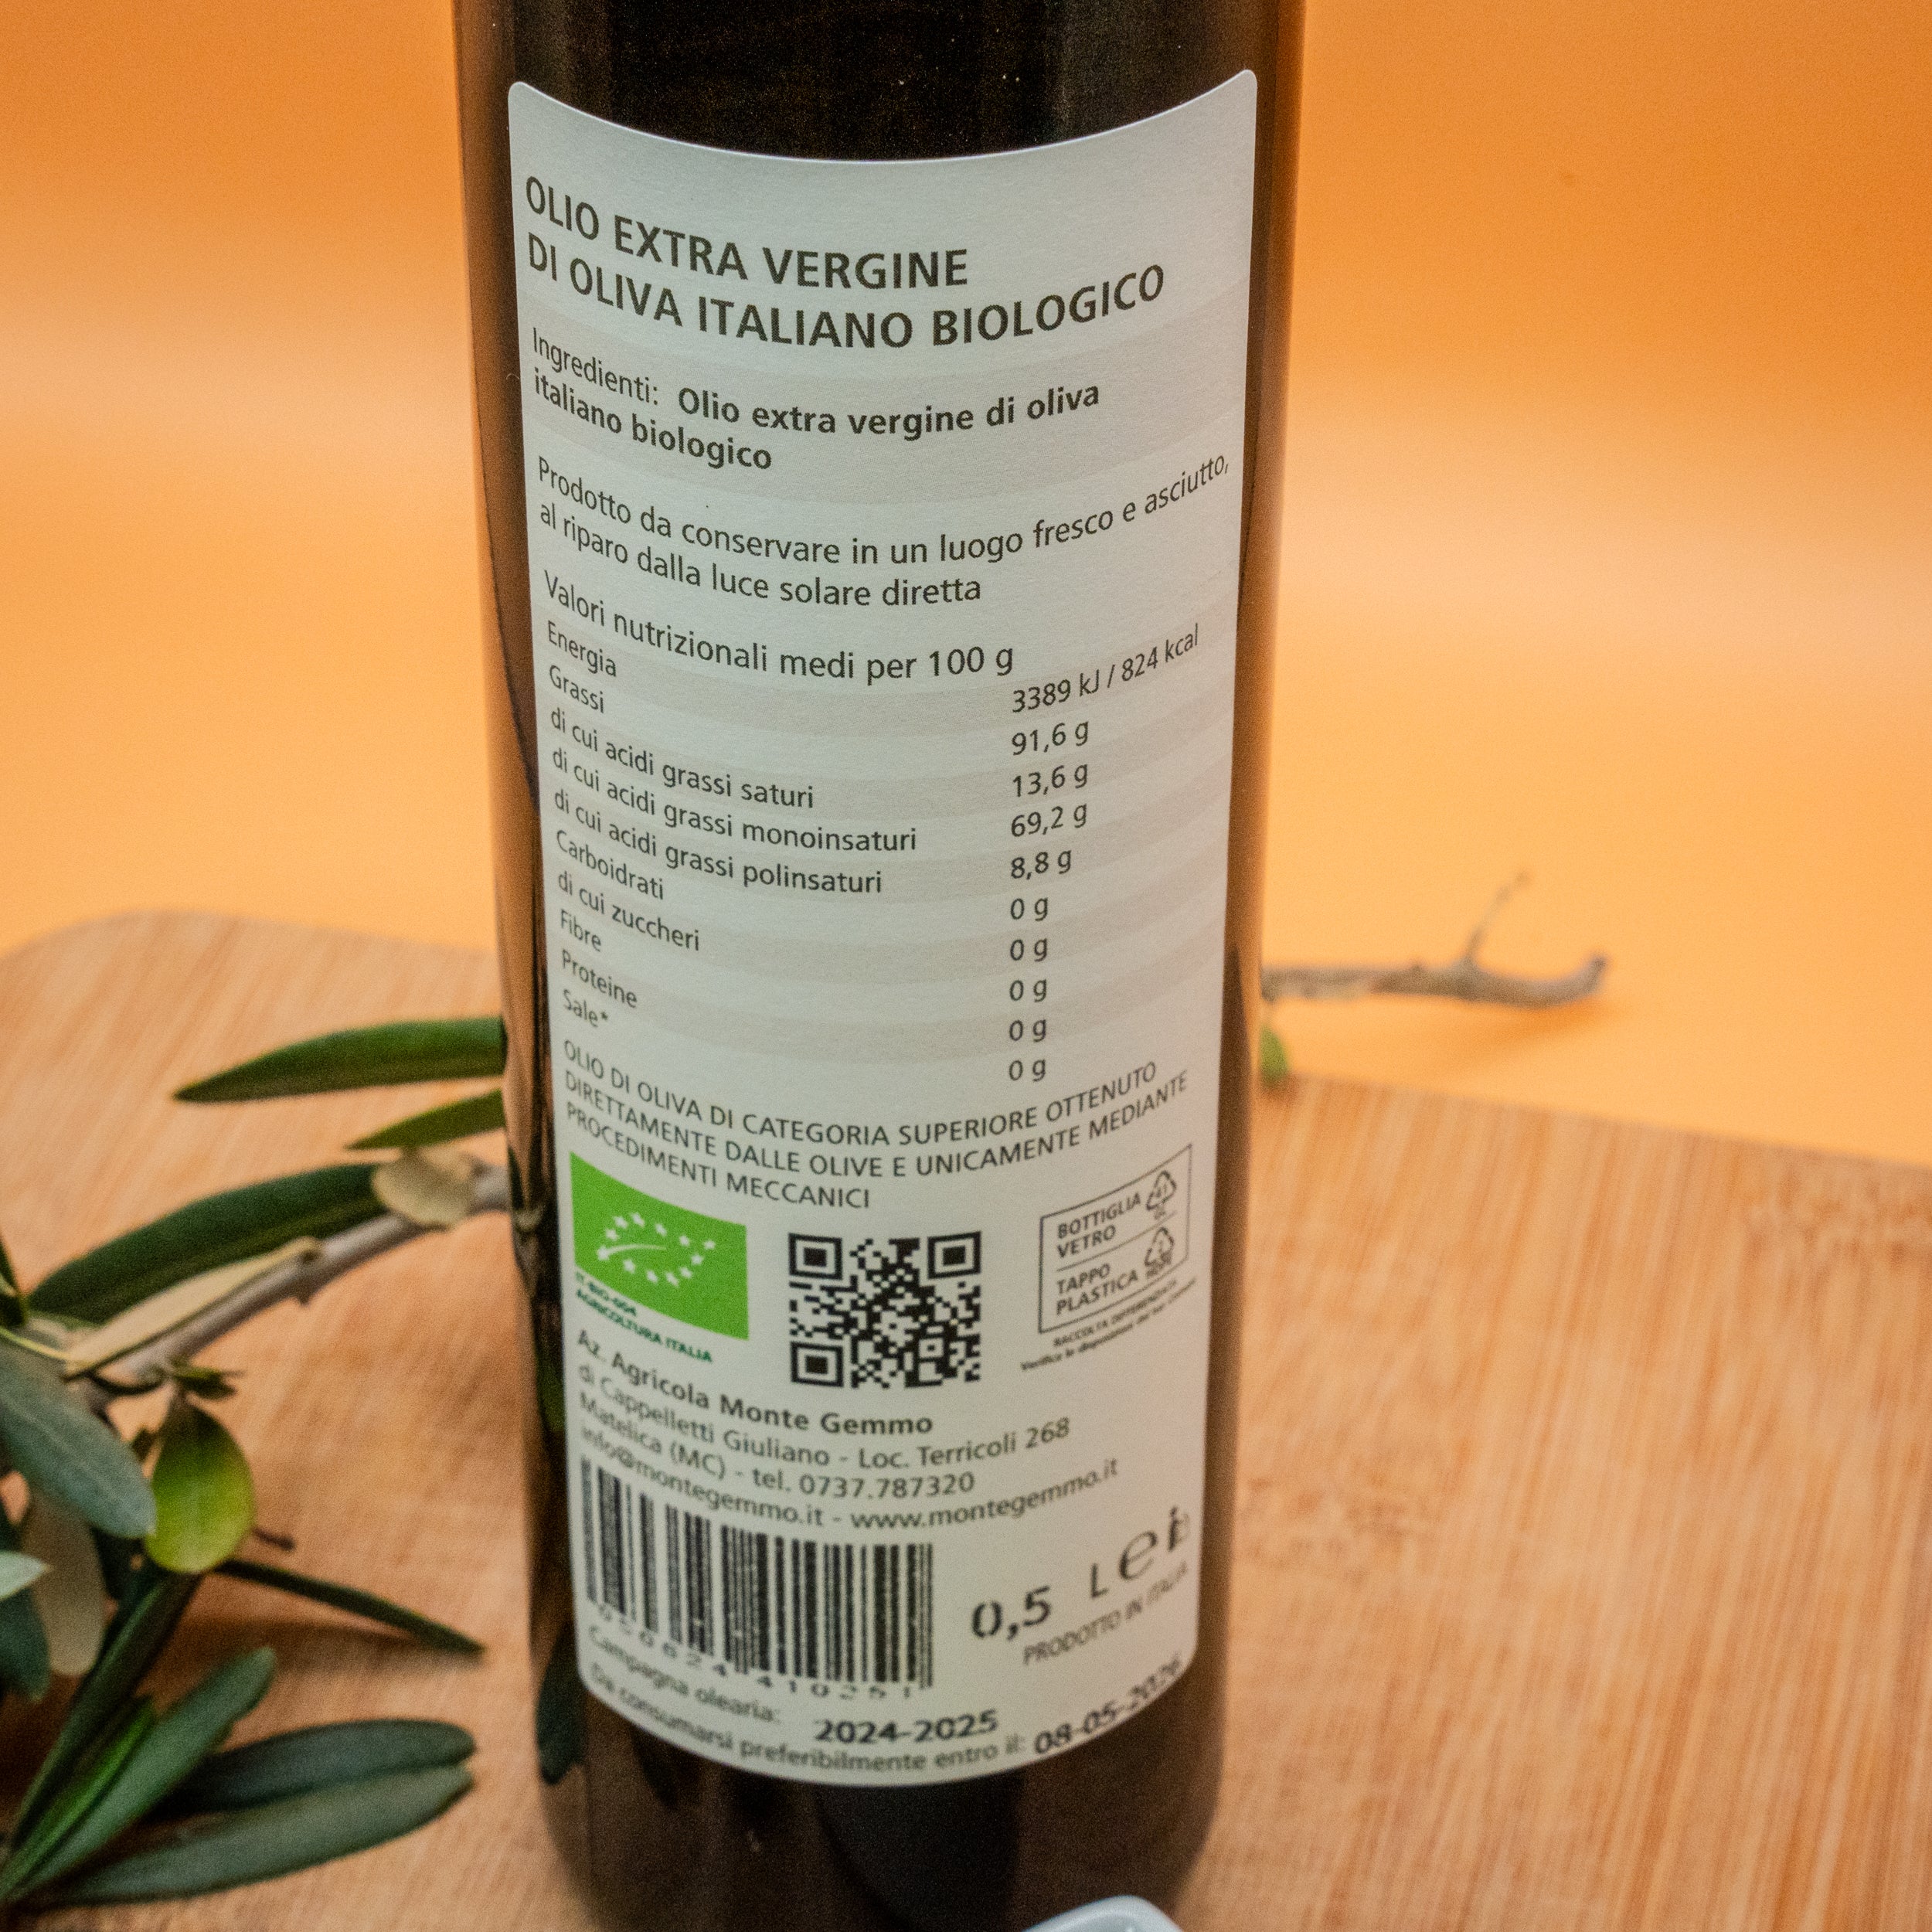 OLIO EXTRA VERGINE
DI OLIVA ITALIANO BIOLOGICO
Ingredienti: Olio extra vergine di oliva
italiano biologico
Prodotto da conservare in un luogo fresco e asciutto,
al riparo dalla luce solare diretta
Valori nutrizionali medi per 100 g
Energia 3389 kJ / 824 kcal
Grassi 91,6 g
di cui acidi grassi saturi 13,6 g
di cui acidi grassi monoinsaturi 69,2 g
di cui acidi grassi polinsaturi 8,8 g
Carboidrati 0 g
di cui zuccheri 0 g
Fibre 0 g
Proteine 0 g
Sale* 0 g
OLIO DI OLIVA DI CATEGORIA SUPERIORE OTTENUTO
DIRETTAMENTE DALLE OLIVE E UNICAMENTE MEDIANTE
PROCEDIMENTI MECCANICI
IT-BIO-004
AGRICOLTURA ITALIA
BOTTIGLIA
VETRO
TAPPO
PLASTICA
RACCOLTA DIFFERENZIATA
Az. Agricola Monte Gemmo
di Cappelletti Giuliano - Loc. Terricoli 268
Matelica (MC) - tel. 0737.787320
info@montegemmo.it - www.montegemmo.it
0,5 L e
PRODOTTO IN ITALIA
Campagna olearia: 2024-2025
Da consumarsi preferibilmente entro il: 08-05-2026